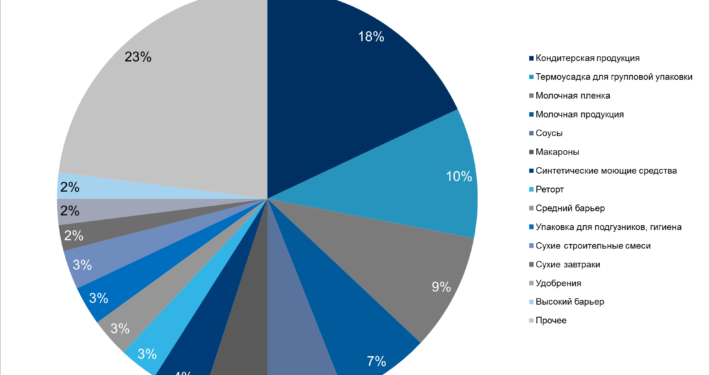 23%
18%
10%
9%
7%
3%
3%
3%
3%
2%
2%
2%
Кондитерская продукция
Термоусадка для групповой упаковки
Молочная пленка
Молочная продукция
Соусы
Макароны
Синтетические моющие средства
Реторт
Средний барьер
Упаковка для подгузников, гигиена
Сухие строительные смеси
Сухие завтраки
Удобрения
Высокий барьер
Прочее